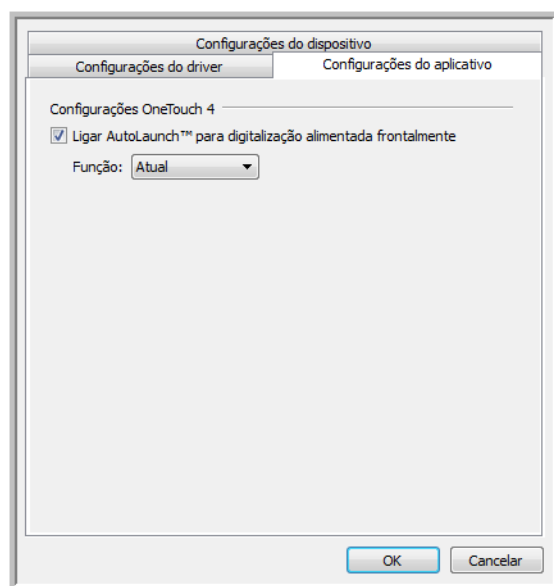 Configurações do dispositivo
Configurações do driver
Configurações do aplicativo
Configurações OneTouch 4
Ligar AutoLaunch™ para digitalização alimentada frontalmente
Função: Atual
OK
Cancelar